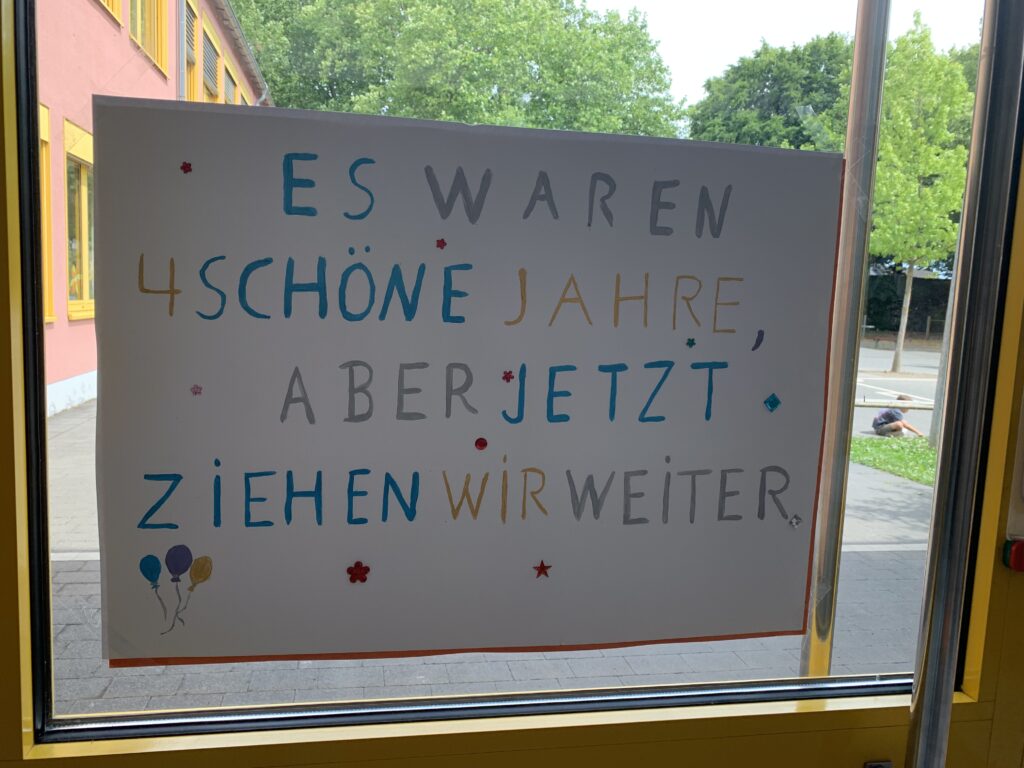 ES WAREN
4 SCHÖNE JAHRE,
ABER JETZT
ZIEHEN WIR WEITER.